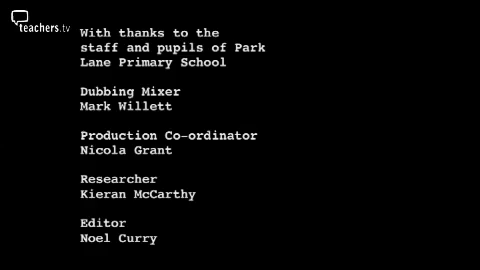 teachers.tv
With thanks to the
staff and pupils of Park
Lane Primary School
Dubbing Mixer
Mark Willett
Production Co-ordinator
Nicola Grant
Researcher
Kieran McCarthy
Editor
Noel Curry